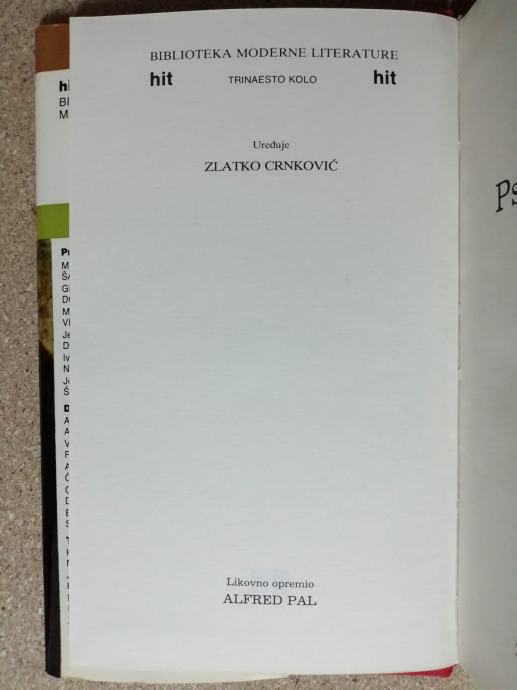 BIBLIOTEKA MODERNE LITERATURE
hit TRINAESTO KOLO hit
Uređuje
ZLATKO CRNKOVIĆ
Likovno opremio
ALFRED PAL